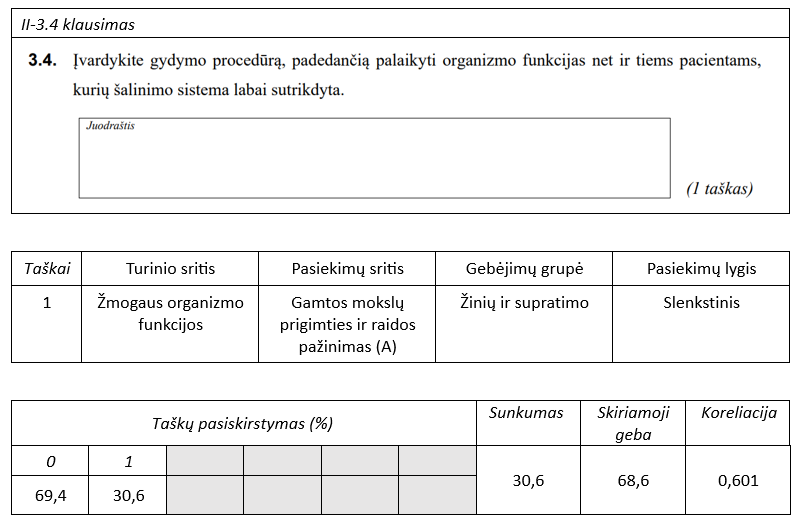 II-3.4 klausimas
3.4. Įvardykite gydymo procedūrą, padedančią palaikyti organizmo funkcijas net ir tiems pacientams,
kurių šalinimo sistema labai sutrikdyta.
Juodraštis
(1 taškas)
Taškai Turinio sritis Pasiekimų sritis Gebėjimų grupė Pasiekimų lygis
1 Žmogaus organizmo Gamtos mokslų Žinių ir supratimo Slenkstinis
funkcijos prigimties ir raidos
pažinimas (A)
Taškų pasiskirstymas (%) Sunkumas Skiriamoji Koreliacija
geba
0 1
30,6 68,6 0,601
69,4 30,6